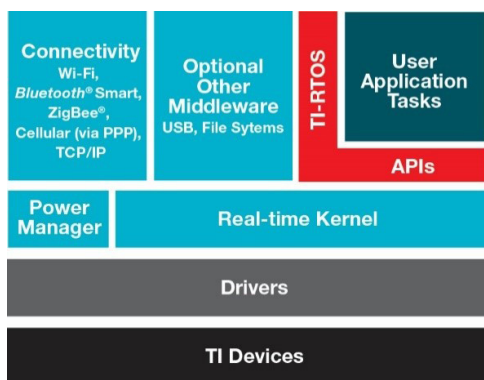 Connectivity
Wi-Fi,
Bluetooth® Smart,
ZigBee®,
Cellular (via PPP),
TCP/IP
Optional
Other
Middleware
USB, File Sytems
TI-RTOS
User
Application
Tasks
APIs
Power
Manager
Real-time Kernel
Drivers
TI Devices